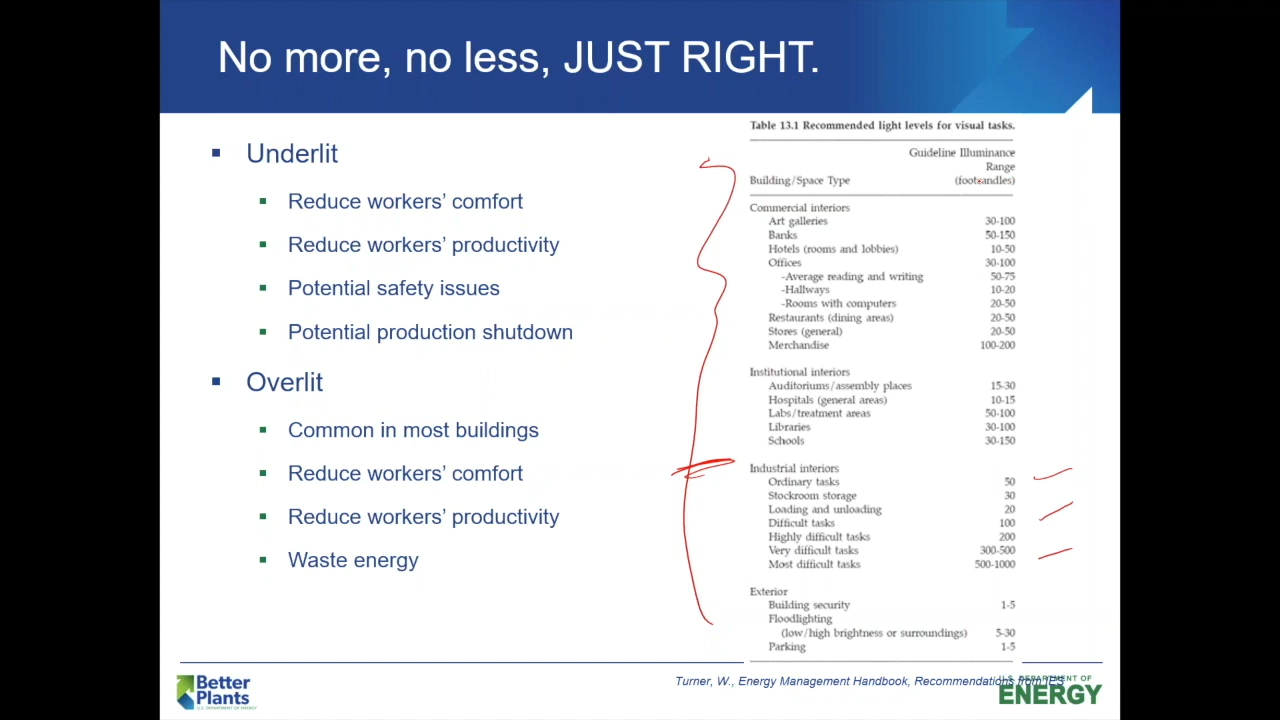 No more, no less, JUST RIGHT.
Underlit
Reduce workers' comfort
Reduce workers' productivity
Potential safety issues
Potential production shutdown
Overlit
Common in most buildings
Reduce workers' comfort
Reduce workers' productivity
Waste energy
Table 13.1 Recommended light levels for visual tasks.
Guideline Illuminance
Range
Building/Space Type (footcandles)
Commercial interiors
Art galleries 30-100
Banks 50-150
Hotels (rooms and lobbies) 10-50
Offices 30-100
-Average reading and writing 50-75
-Hallways 10-20
-Rooms with computers 20-50
Restaurants (dining areas) 20-50
Stores (general) 20-50
Merchandise 100-200
Institutional interiors
Auditoriums/assembly places 15-30
Hospitals (general areas) 10-15
Labs/treatment areas 50-100
Libraries 30-100
Schools 30-150
Industrial interiors
Ordinary tasks 50
Stockroom storage 30
Loading and unloading 20
Difficult tasks 100
Highly difficult tasks 200
Very difficult tasks 300-500
Most difficult tasks 500-1000
Exterior
Building security 1-5
Floodlighting
(low/high brightness or surroundings) 5-30
Parking 1-5
Turner, W., Energy Management Handbook, Recommendations from IES
Better
Plants
U.S. DEPARTMENT OF ENERGY
U.S. DEPARTMENT OF
ENERGY